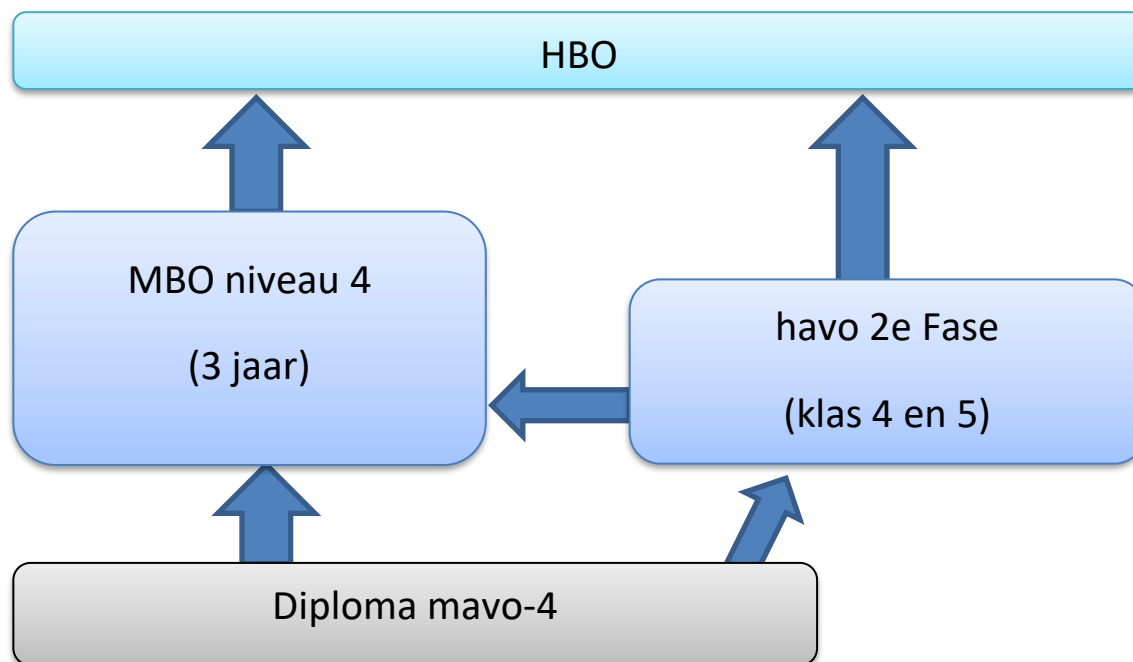 HBO
MBO niveau 4
(3 jaar)
havo 2e Fase
(klas 4 en 5)
Diploma mavo-4